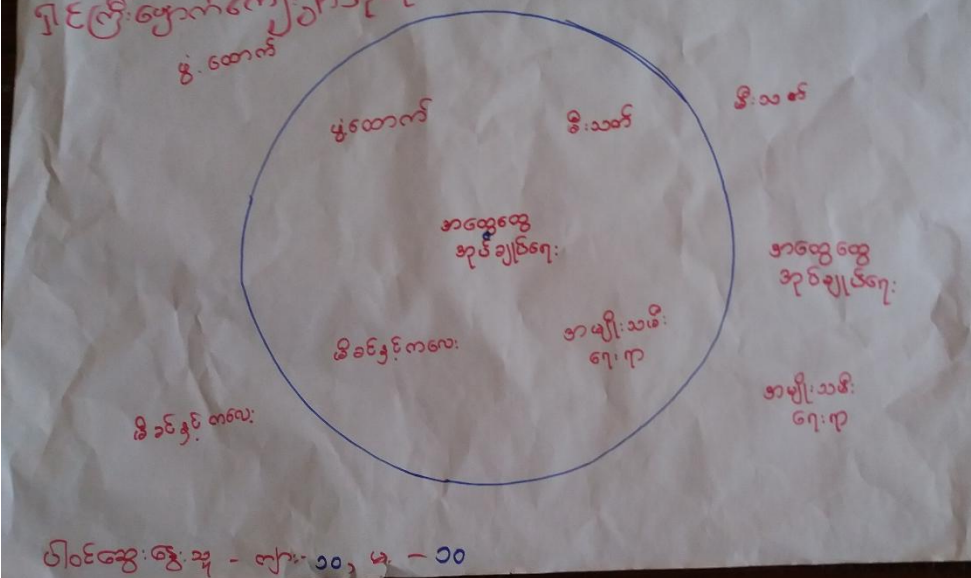 ဖွံ့ထောက်
ဖွံ့ထောက်
မီးသတ်
မီးသတ်
အထွေထွေ
အုပ်ချုပ်ရေး
အထွေထွေ
အုပ်ချုပ်ရေး
မိခင်နှင့်ကလေး
အမျိုးသမီး
ရေးရာ
အမျိုးသမီး
ရေးရာ
မိခင်နှင့် ကလေး
ပါဝင်ဆွေးနွေးသူ - ကျား - ၁၀, မ - ၁၀